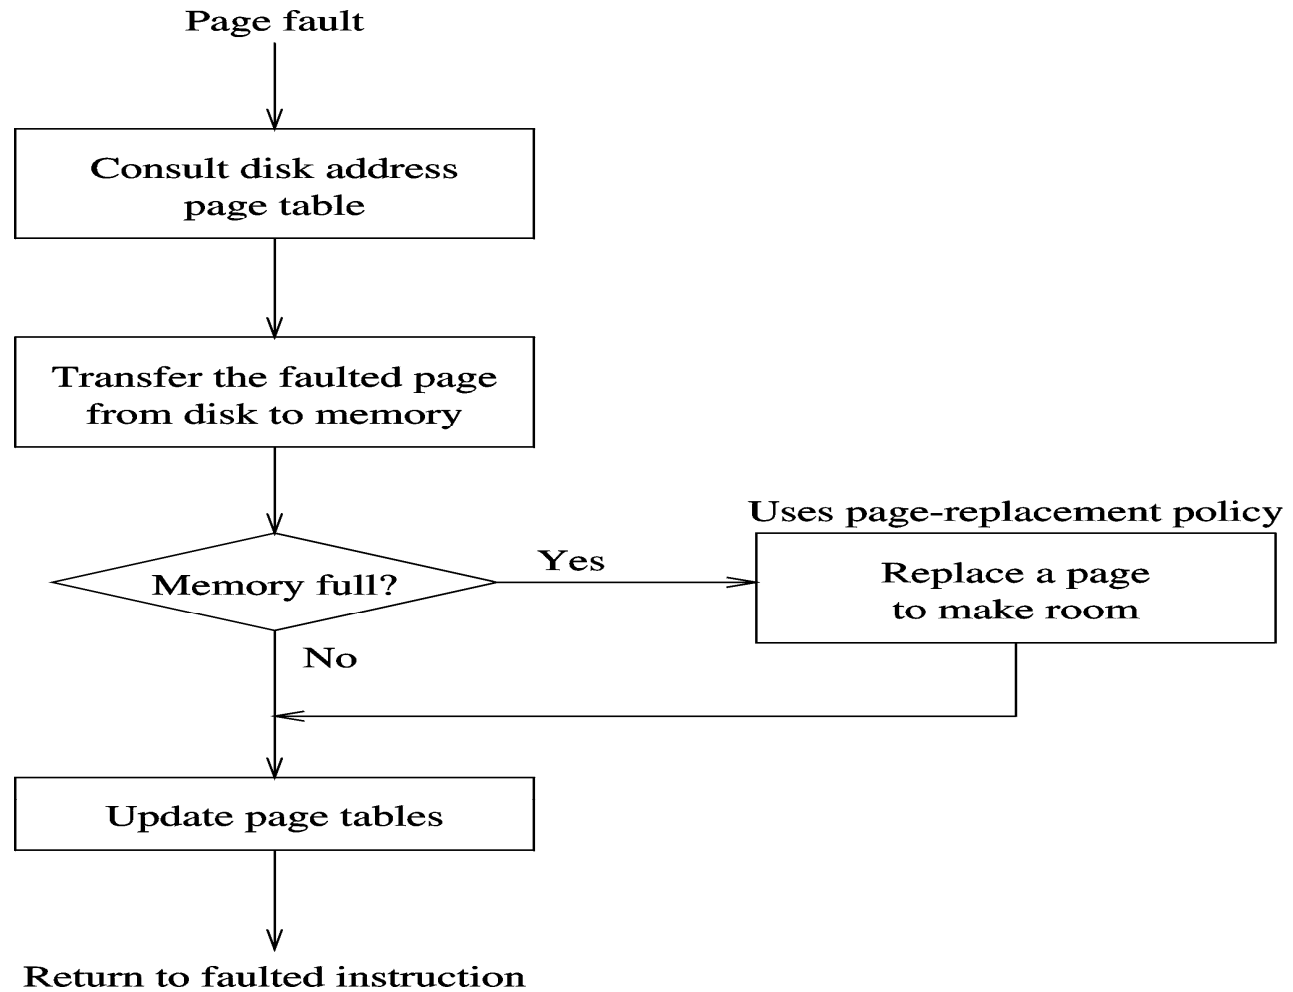 Page fault
Consult disk address
page table
Transfer the faulted page
from disk to memory
Memory full?
Yes
Uses page-replacement policy
Replace a page
to make room
No
Update page tables
Return to faulted instruction